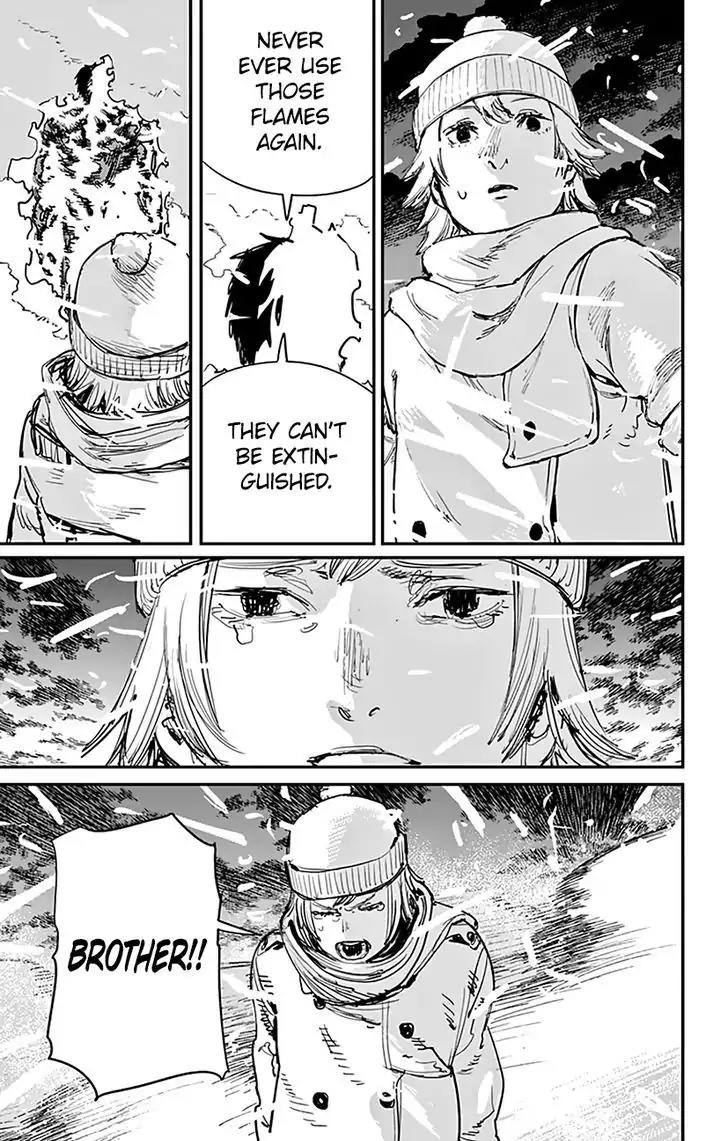 NEVER
EVER USE
THOSE
FLAMES
AGAIN.
THEY CAN'T
BE EXTIN-
GUISHED.
BROTHER!!